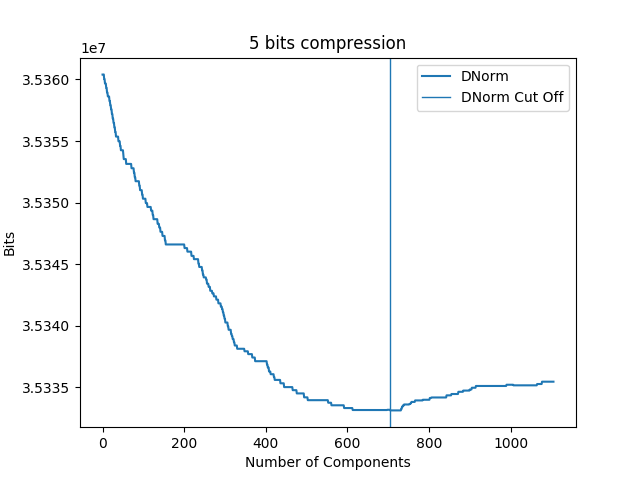 5 bits compression
1e7
3.5360
3.5355
3.5350
3.5345
3.5340
3.5335
Bits
0 200 400 600 800 1000
Number of Components
DNorm
DNorm Cut Off